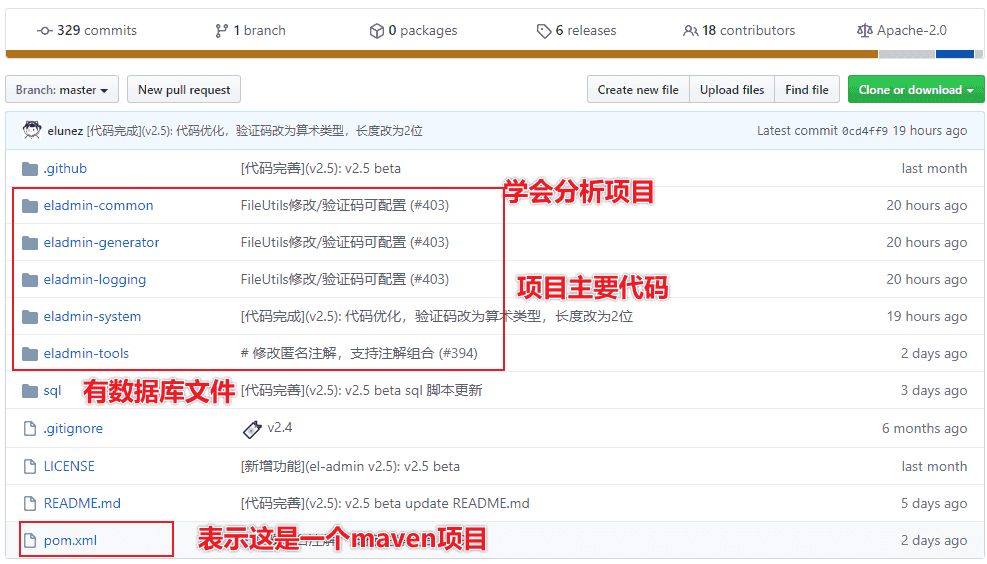 329 commits 1 branch 0 packages 6 releases 18 contributors Apache-2.0
Branch: master New pull request Create new file Upload files Find file Clone or download
elunez [代码完成](v2.5): 代码优化，验证码改为算术类型，长度改为2位 Latest commit 0cd4ff9 19 hours ago
.github [代码完善](v2.5): v2.5 beta last month
学会分析项目
eladmin-common FileUtils修改/验证码可配置 (#403) 20 hours ago
eladmin-generator FileUtils修改/验证码可配置 (#403) 20 hours ago
eladmin-logging FileUtils修改/验证码可配置 (#403) 20 hours ago
项目主要代码
eladmin-system [代码完成](v2.5): 代码优化，验证码改为算术类型，长度改为2位 19 hours ago
eladmin-tools # 修改匿名注解，支持注解组合 (#394) 2 days ago
sql 有数据库文件 [代码完善](v2.5): v2.5 beta sql 脚本更新 3 days ago
.gitignore v2.4 6 months ago
LICENSE [新增功能](el-admin v2.5): v2.5 beta last month
README.md [代码完善](v2.5): v2.5 beta update README.md 5 days ago
pom.xml 表示这是一个maven项目 2 days ago